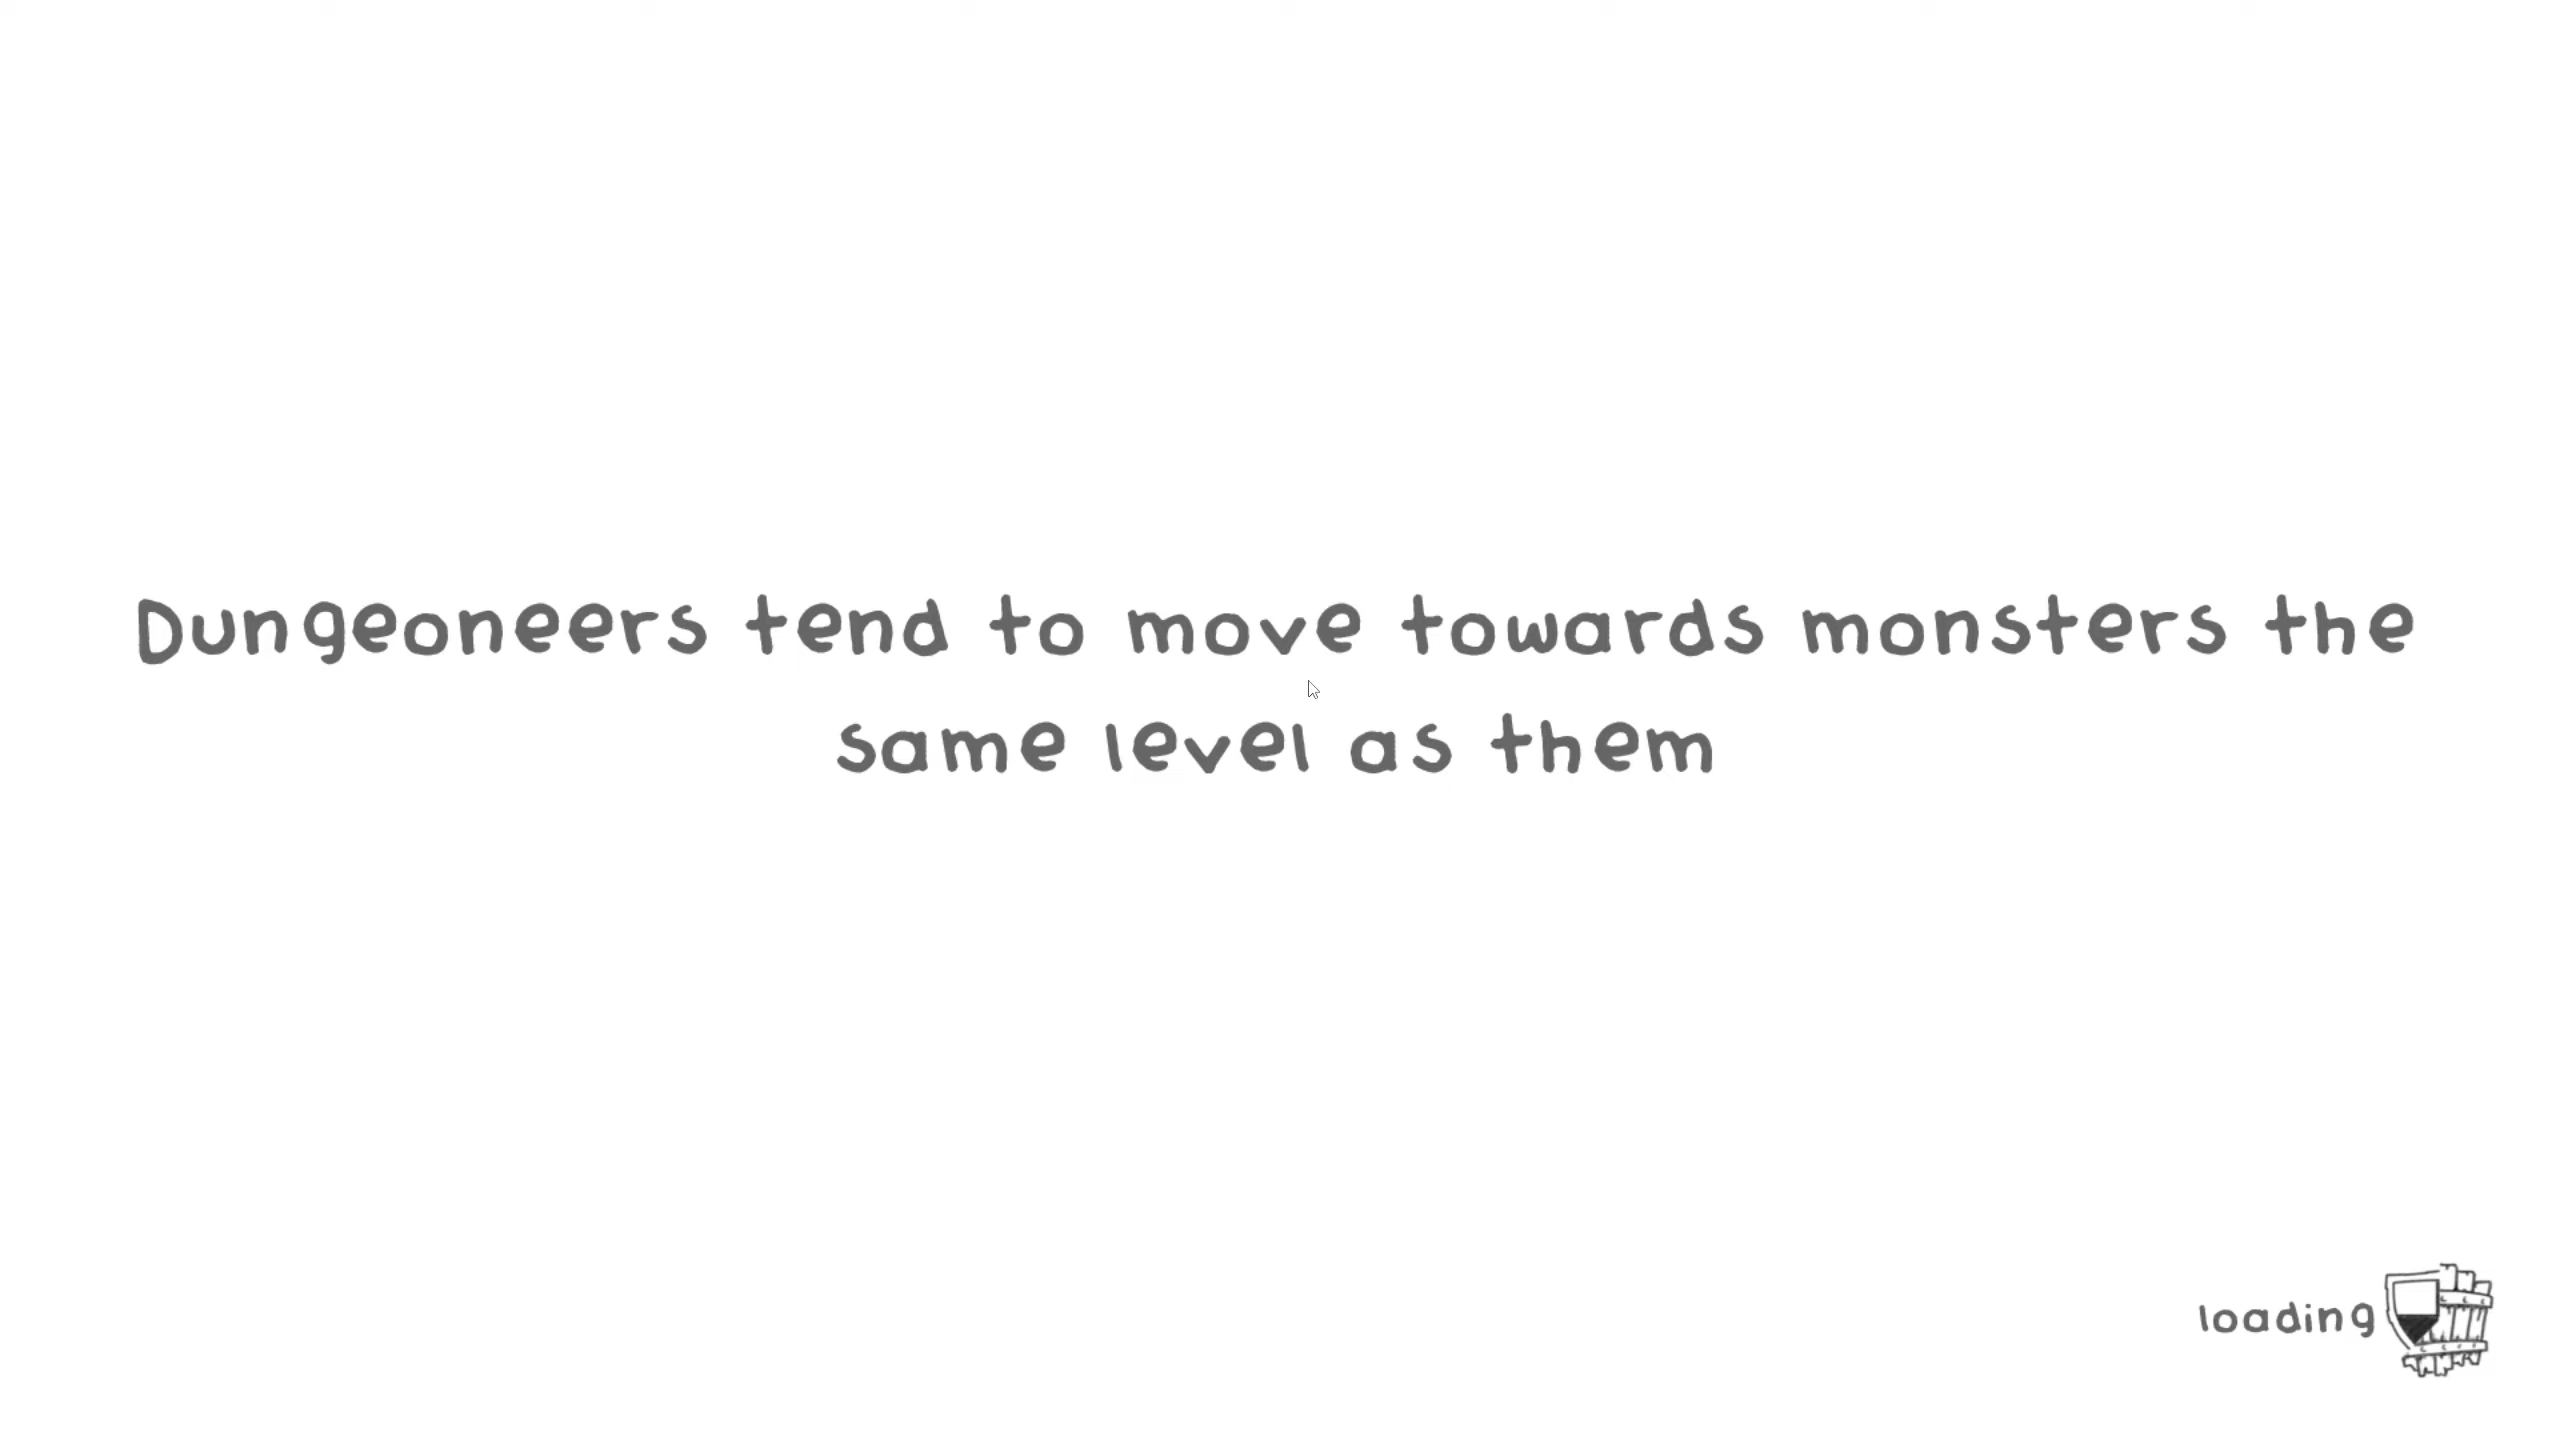 Dungeoneers tend to move towards monsters the
same level as them
loading